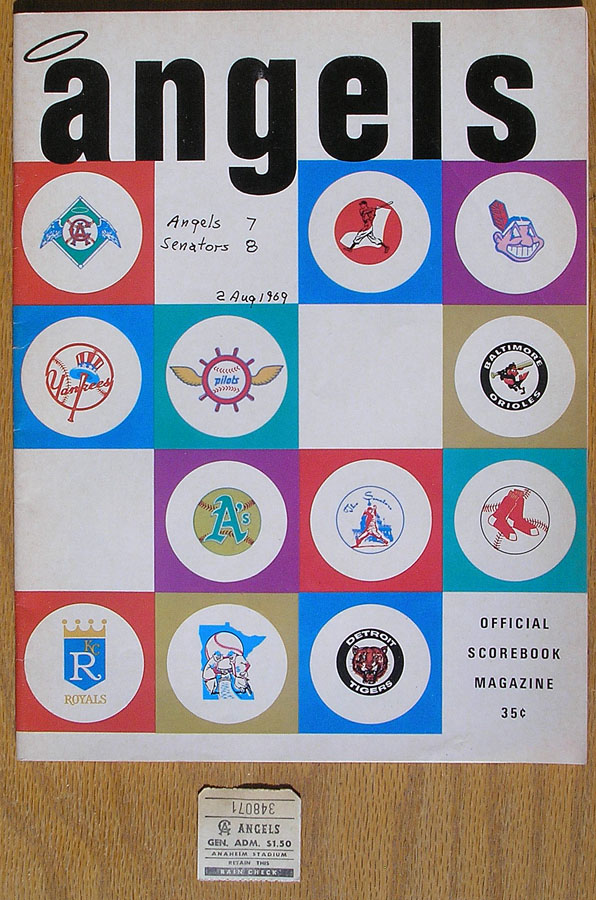 angels
CA
Angels 7
Senators 8
2 Aug 1969
Yankees
pilots
BALTIMORE
ORIOLES
A's
The Senators
KC
R
ROYALS
DETROIT
TIGERS
OFFICIAL
SCOREBOOK
MAGAZINE
35¢
348071
CA ANGELS
GEN. ADM. $1.50
ANAHEIM STADIUM
RETAIN THIS
RAIN CHECK